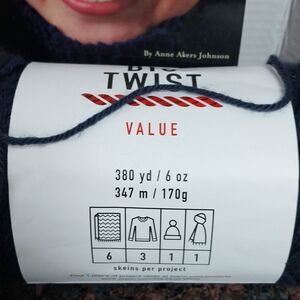 By Anne Akers Johnson
BIG
TWIST
VALUE
380 yd / 6 oz
347 m / 170g
6 3 1 1
skeins per project